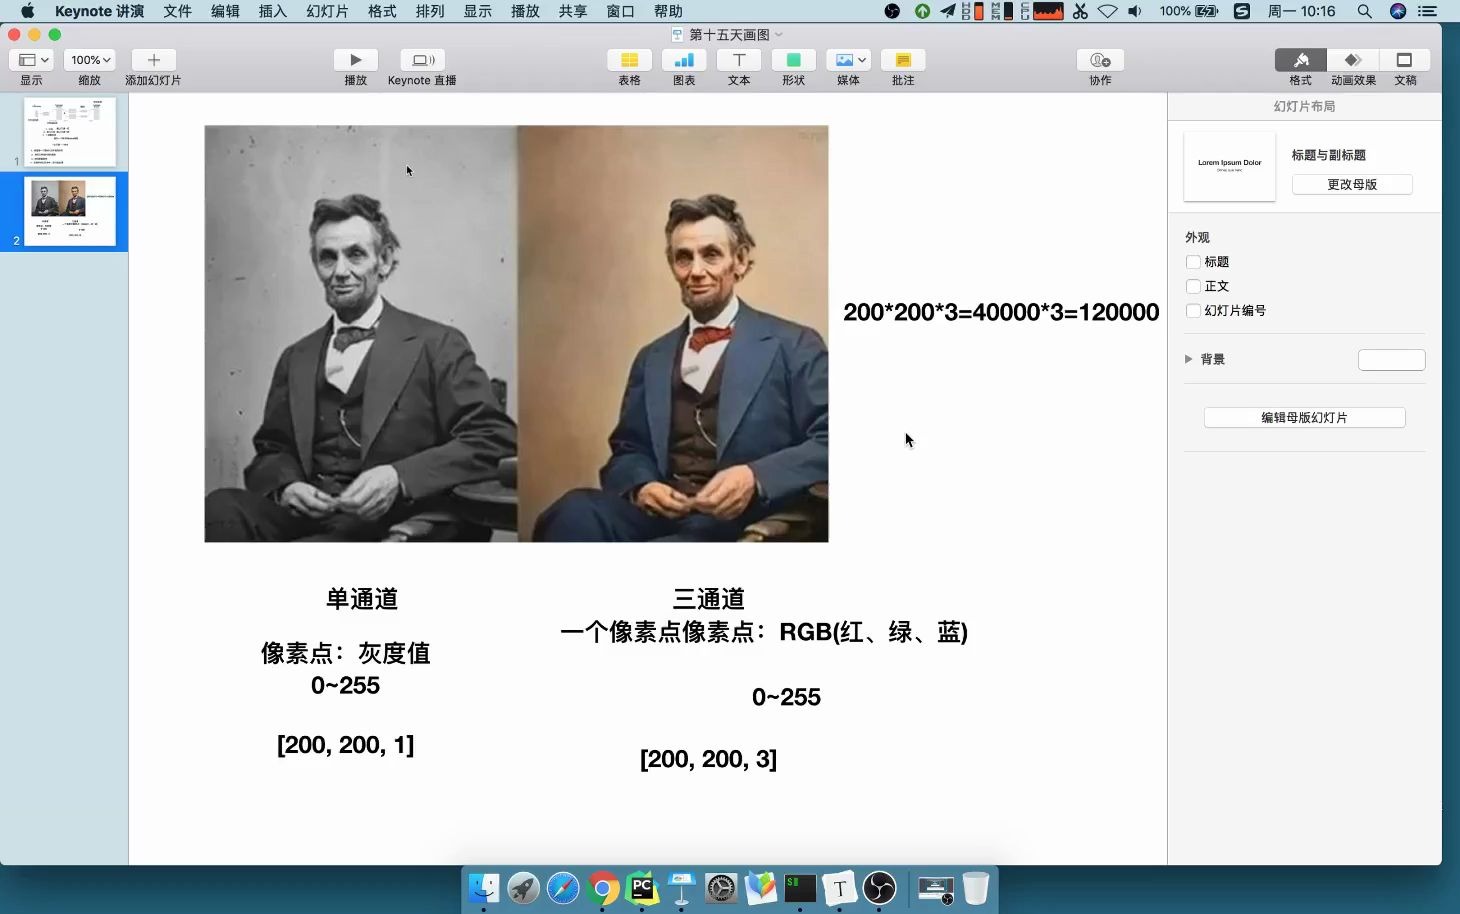 Keynote 讲演 文件 编辑 插入 幻灯片 格式 排列 显示 播放 共享 窗口 帮助 100% 周一 10:16
第十五天画图
100%
显示 缩放 添加幻灯片 播放 Keynote 直播 表格 图表 文本 形状 媒体 批注 协作 格式 动画效果 文稿
1
2
200*200*3=40000*3=120000
单通道
三通道
一个像素点像素点：RGB(红、绿、蓝)
像素点：灰度值
0~255
0~255
[200, 200, 1]
[200, 200, 3]
幻灯片布局
Lorem Ipsum Dolor
标题与副标题
更改母版
外观
标题
正文
幻灯片编号
背景
编辑母版幻灯片